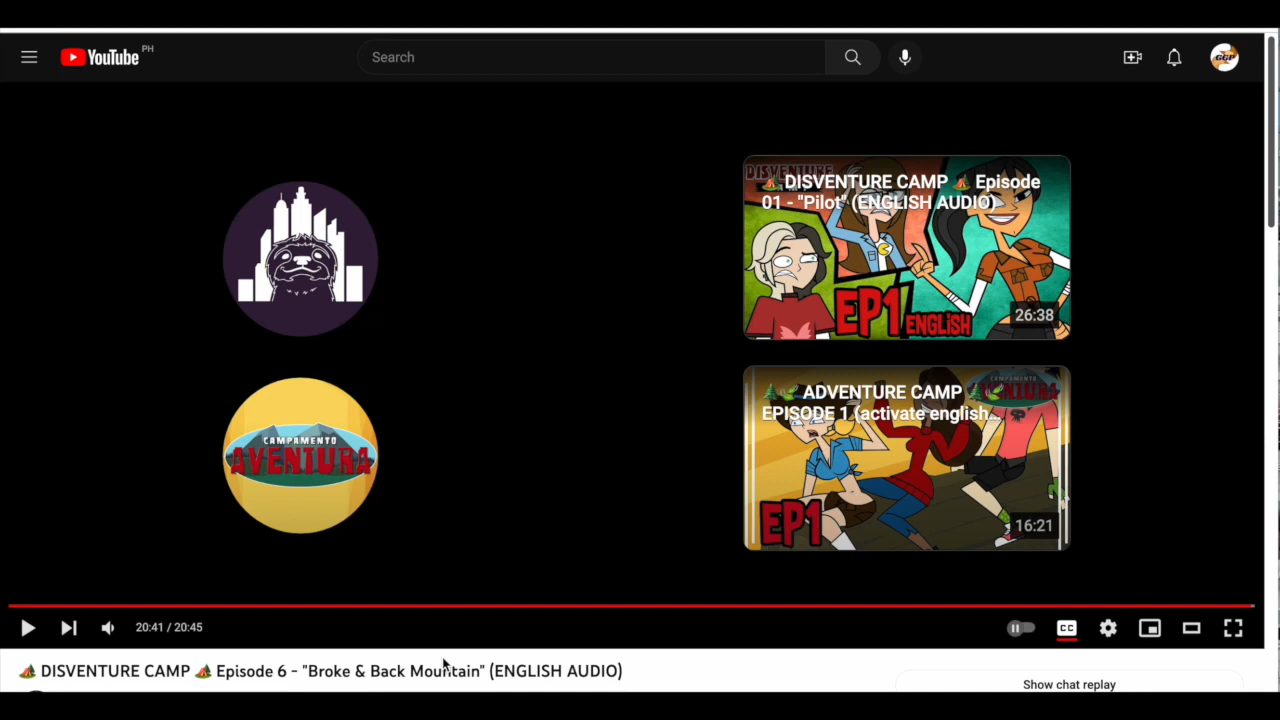 YouTube PH
Search
GGP
DISVENTURE
🏕️ DISVENTURE CAMP 🏕️ Episode
01 - "Pilot" (ENGLISH AUDIO)
EP1 ENGLISH
26:38
CAMPAMENTO
AVENTURA
CAMPAMENTO
AVENTURA
🌲🌶️ ADVENTURE CAMP 🌲🌶️
EPISODE 1 (activate english...
EP1
16:21
20:41 / 20:45
CC
🏕️ DISVENTURE CAMP 🏕️ Episode 6 - "Broke & Back Mountain" (ENGLISH AUDIO)
Show chat replay